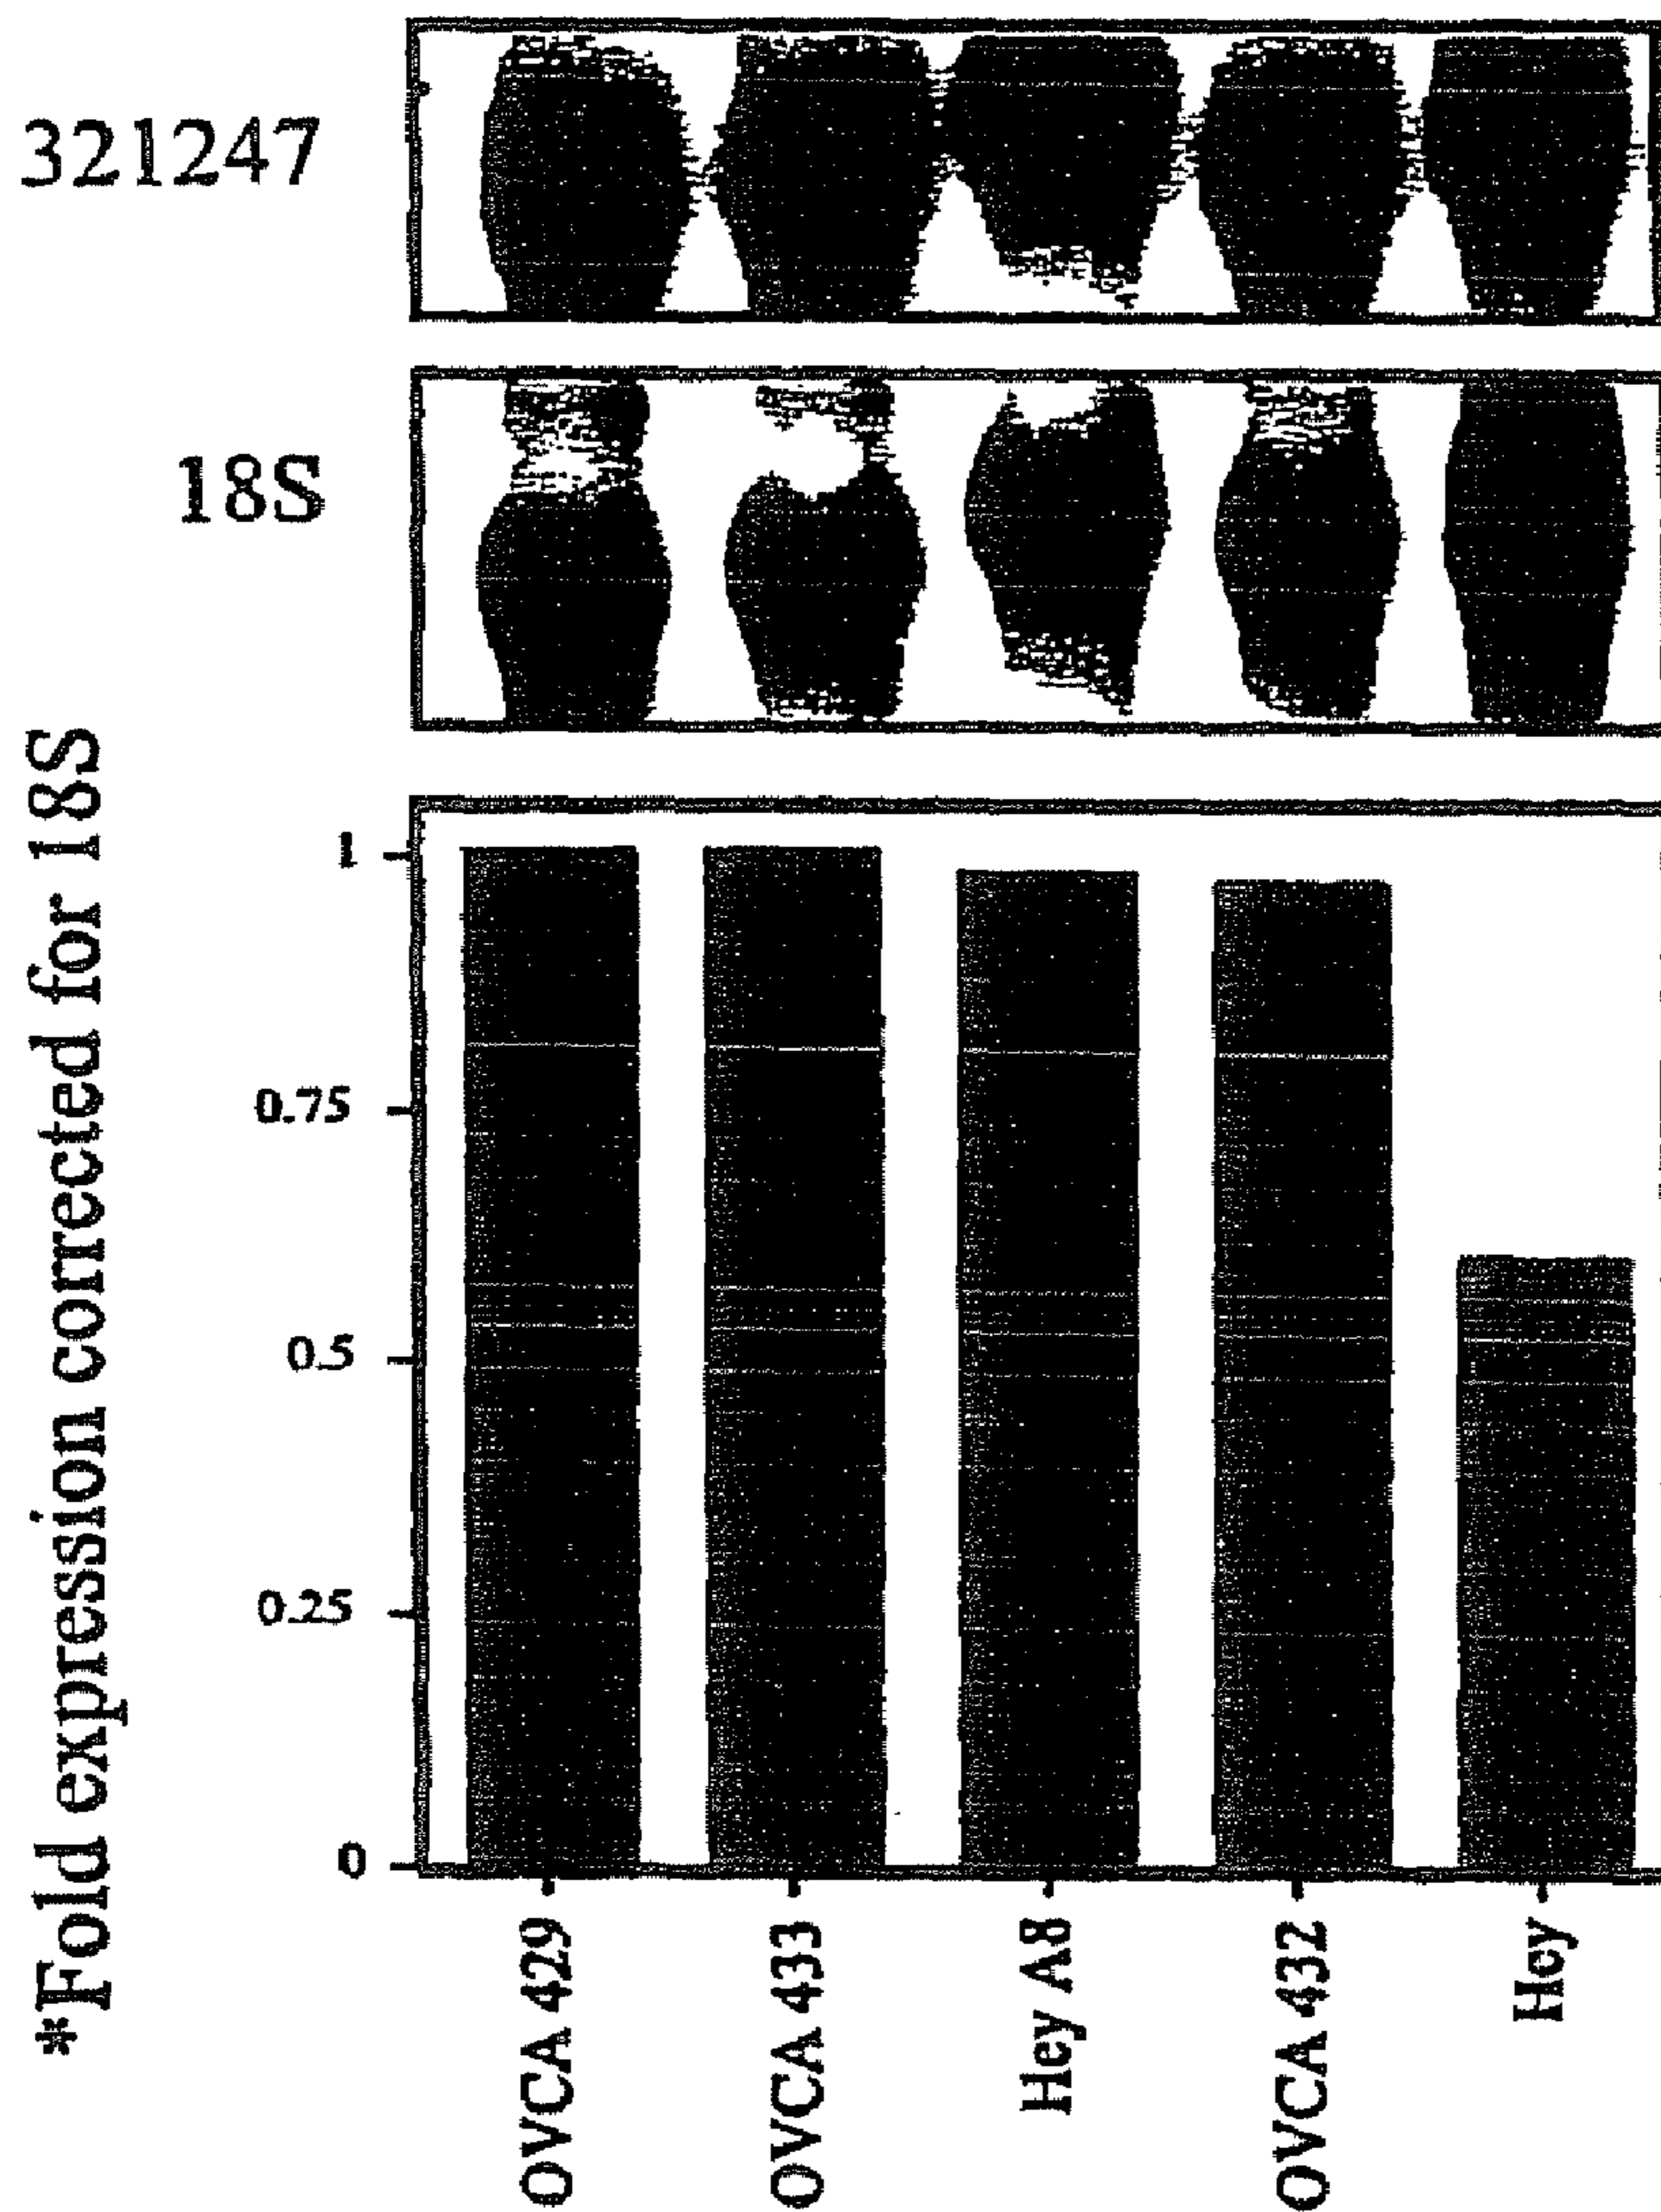 321247
18S
*Fold expression corrected for 18S
1
0.75
0.5
0.25
0
OVCA 429
OVCA 433
Hey A8
OVCA 432
Hey